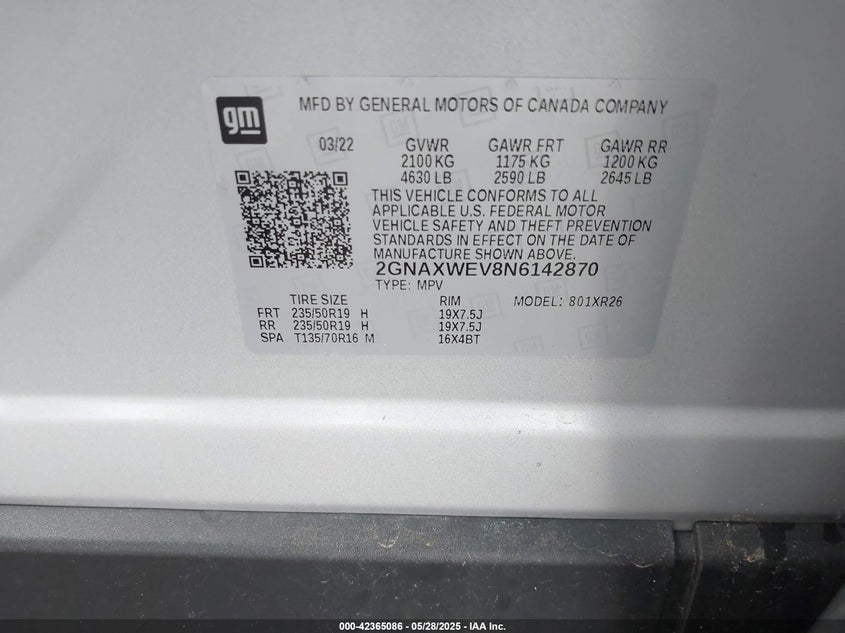 gm
MFD BY GENERAL MOTORS OF CANADA COMPANY
03/22 GVWR GAWR FRT GAWR RR
2100 KG 1175 KG 1200 KG
4630 LB 2590 LB 2645 LB
THIS VEHICLE CONFORMS TO ALL
APPLICABLE U.S. FEDERAL MOTOR
VEHICLE SAFETY AND THEFT PREVENTION
STANDARDS IN EFFECT ON THE DATE OF
MANUFACTURE SHOWN ABOVE.
2GNAXWEV8N6142870
TYPE: MPV
TIRE SIZE RIM MODEL: 801XR26
FRT 235/50R19 H 19X7.5J
RR 235/50R19 H 19X7.5J
SPA T135/70R16 M 16X4BT
000-42365086 - 05/28/2025 - IAA Inc.